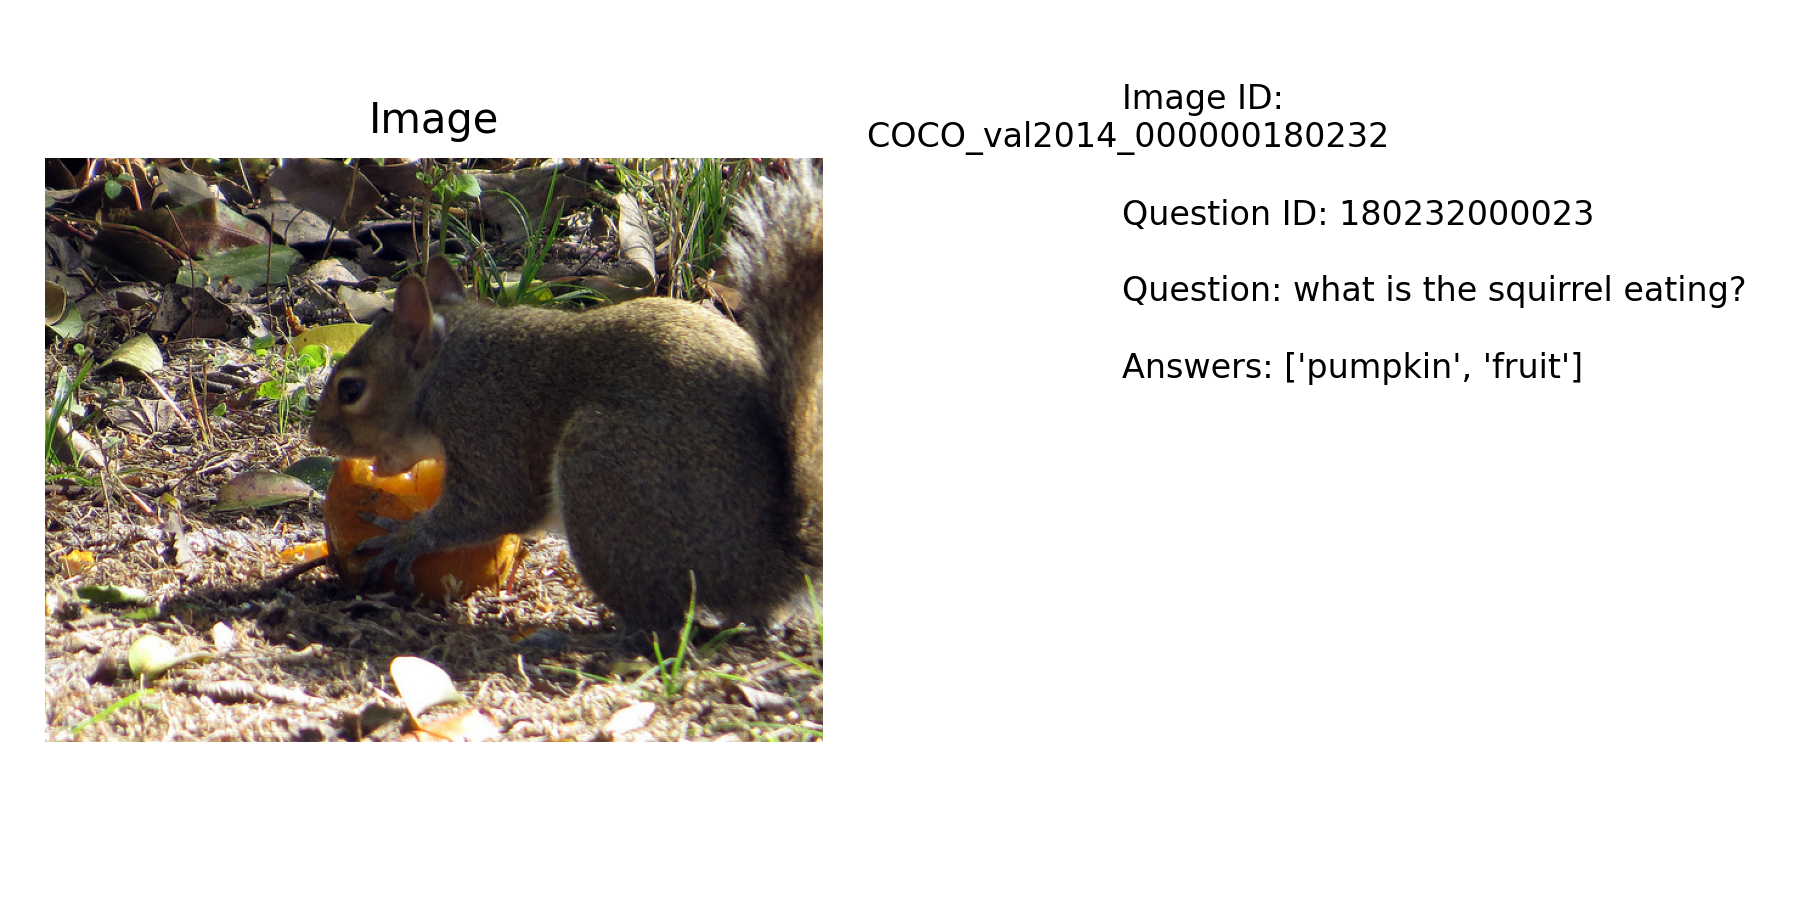 Image
Image ID:
COCO_val2014_000000180232
Question ID: 180232000023
Question: what is the squirrel eating?
Answers: ['pumpkin', 'fruit']